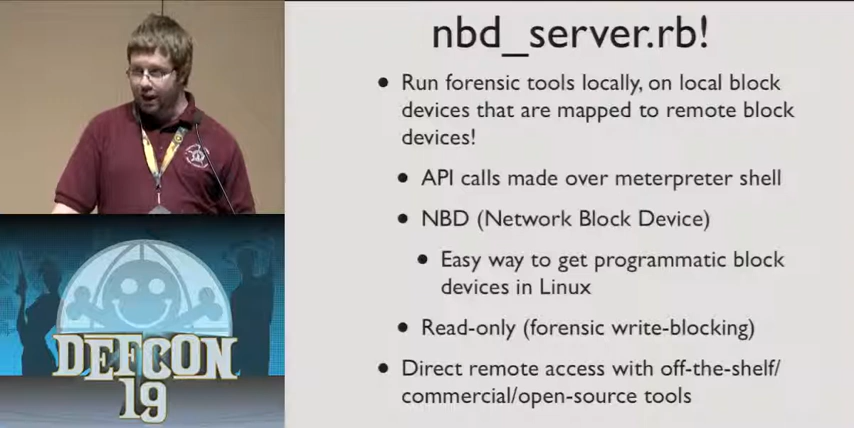 nbd_server.rb!
• Run forensic tools locally, on local block
devices that are mapped to remote block
devices!
• API calls made over meterpreter shell
• NBD (Network Block Device)
• Easy way to get programmatic block
devices in Linux
• Read-only (forensic write-blocking)
• Direct remote access with off-the-shelf/
commercial/open-source tools
DEFCON
19